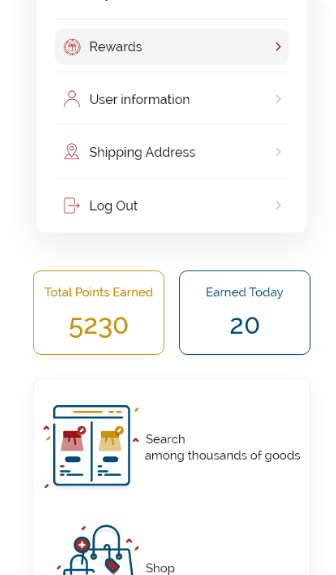 Rewards
User information
Shipping Address
Log Out
Total Points Earned
5230
Earned Today
20
Search
among thousands of goods
Shop